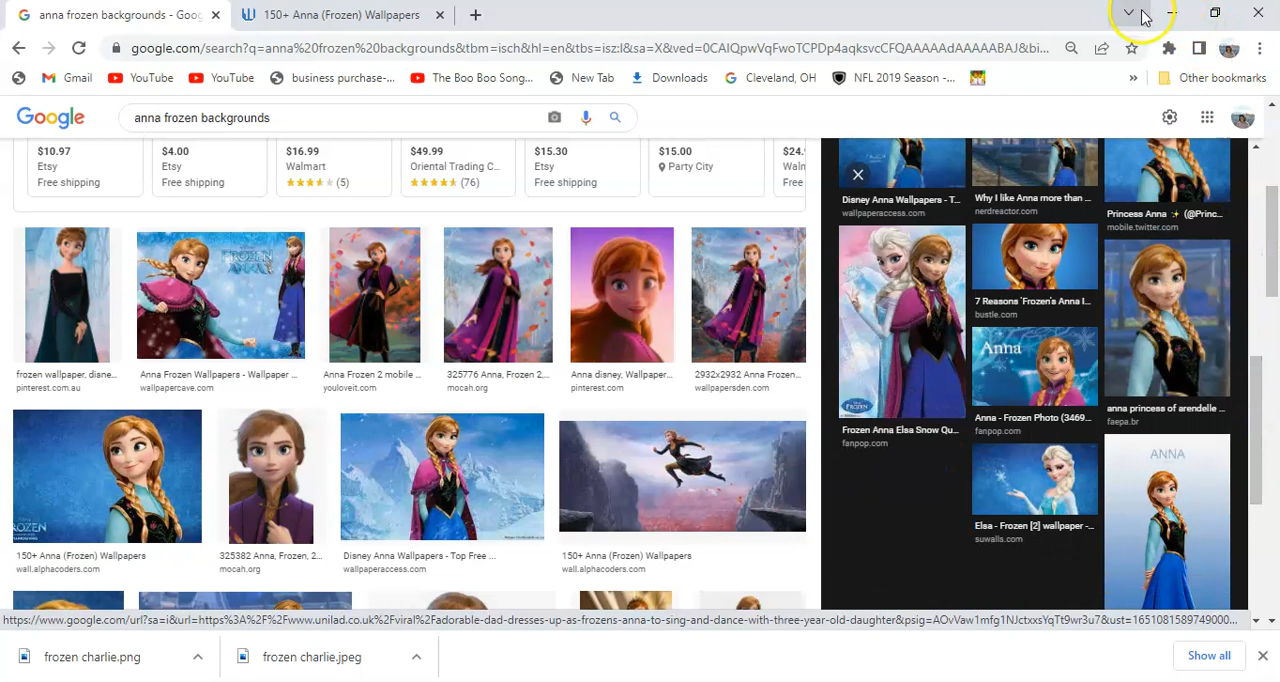 anna frozen backgrounds - Goog
150+ Anna (Frozen) Wallpapers
google.com/search?q=anna%20frozen%20backgrounds&tbm=isch&hl=en&tbs=isz:l&sa=X&ved=0CAIQpwVqFwoTCPDp4aqksvcCFQAAAAAdAAAAABAJ&bi...
Gmail
YouTube
YouTube
business purchase-...
The Boo Boo Song...
New Tab
Downloads
Cleveland, OH
NFL 2019 Season -...
»
Other bookmarks
Google
anna frozen backgrounds
$10.97
Etsy
Free shipping
$4.00
Etsy
Free shipping
$16.99
Walmart
(5)
$49.99
Oriental Trading C...
(76)
$15.30
Etsy
Free shipping
$15.00
Party City
$24.
Waln
Free
frozen wallpaper, diane...
pinterest.com.au
Anna Frozen Wallpapers - Wallpaper ...
wallpapercave.com
Anna Frozen 2 mobile ...
youloveit.com
325776 Anna, Frozen 2,...
mocah.org
Anna disney, Wallpaper...
pinterest.com
2932x2932 Anna Frozen...
wallpapersden.com
150+ Anna (Frozen) Wallpapers
wall.alphacoders.com
325382 Anna, Frozen, 2...
mocah.org
Disney Anna Wallpapers - Top Free ...
wallpaperaccess.com
150+ Anna (Frozen) Wallpapers
wall.alphacoders.com
Disney Anna Wallpapers - T...
wallpaperaccess.com
Why I like Anna more than ...
nerdreactor.com
Princess Anna ✨ (@Princ...
mobile.twitter.com
FROZEN
Frozen Anna Elsa Snow Qu...
fanpop.com
7 Reasons 'Frozen's Anna I...
bustle.com
Anna
Anna - Frozen Photo (3469...
fanpop.com
Elsa - Frozen [2] wallpaper -...
suwalls.com
anna princess of arendelle ...
faepa.br
ANNA
https://www.google.com/url?sa=i&url=https%3A%2F%2Fwww.unilad.co.uk%2Fviral%2Fadorable-dad-dresses-up-as-frozens-anna-to-sing-and-dance-with-three-year-old-daughter&psig=AOvVaw1mfg1NJctxxsYqTt9wr3u7&ust=1651081589749000...
frozen charlie.png
frozen charlie.jpeg
Show all